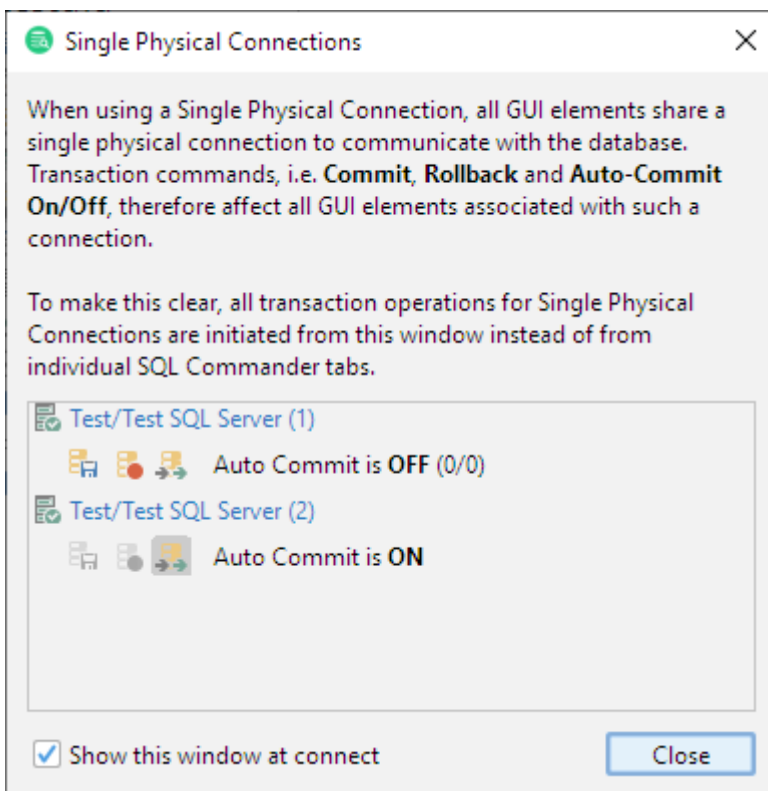 Single Physical Connections
When using a Single Physical Connection, all GUI elements share a
single physical connection to communicate with the database.
Transaction commands, i.e. Commit, Rollback and Auto-Commit
On/Off, therefore affect all GUI elements associated with such a
connection.
To make this clear, all transaction operations for Single Physical
Connections are initiated from this window instead of from
individual SQL Commander tabs.
Test/Test SQL Server (1)
Auto Commit is OFF (0/0)
Test/Test SQL Server (2)
Auto Commit is ON
Show this window at connect
Close